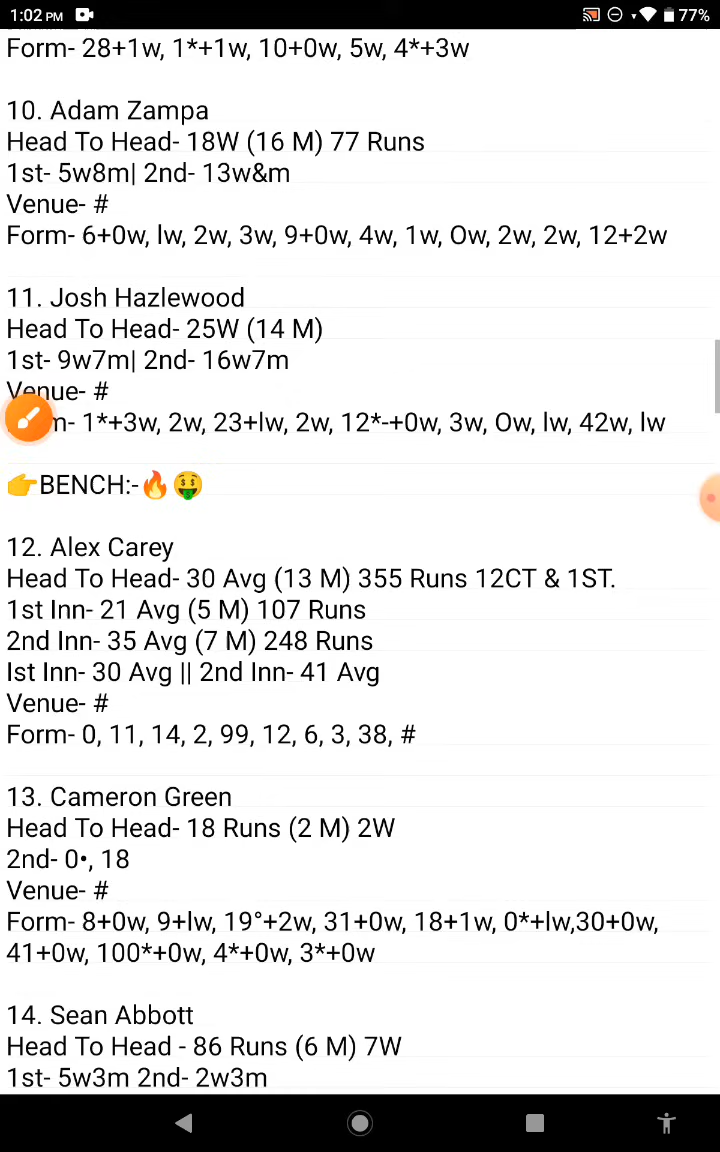 1:02 PM 77%
Form- 28+1w, 1*+1w, 10+0w, 5w, 4*+3w
10. Adam Zampa
Head To Head- 18W (16 M) 77 Runs
1st- 5w8m| 2nd- 13w&m
Venue- #
Form- 6+0w, lw, 2w, 3w, 9+0w, 4w, 1w, Ow, 2w, 2w, 12+2w
11. Josh Hazlewood
Head To Head- 25W (14 M)
1st- 9w7m| 2nd- 16w7m
Venue- #
m- 1*+3w, 2w, 23+lw, 2w, 12*-+0w, 3w, Ow, lw, 42w, lw
👉BENCH:-🔥🤑
12. Alex Carey
Head To Head- 30 Avg (13 M) 355 Runs 12CT & 1ST.
1st Inn- 21 Avg (5 M) 107 Runs
2nd Inn- 35 Avg (7 M) 248 Runs
Ist Inn- 30 Avg || 2nd Inn- 41 Avg
Venue- #
Form- 0, 11, 14, 2, 99, 12, 6, 3, 38, #
13. Cameron Green
Head To Head- 18 Runs (2 M) 2W
2nd- 0•, 18
Venue- #
Form- 8+0w, 9+lw, 19°+2w, 31+0w, 18+1w, 0*+lw,30+0w,
41+0w, 100*+0w, 4*+0w, 3*+0w
14. Sean Abbott
Head To Head - 86 Runs (6 M) 7W
1st- 5w3m 2nd- 2w3m